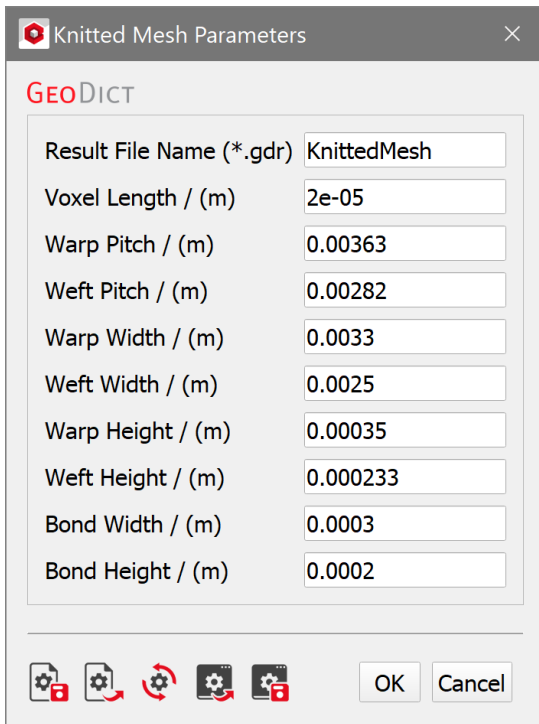 Knitted Mesh Parameters
GEODICT
Result File Name (*.gdr) KnittedMesh
Voxel Length / (m) 2e-05
Warp Pitch / (m) 0.00363
Weft Pitch / (m) 0.00282
Warp Width / (m) 0.0033
Weft Width / (m) 0.0025
Warp Height / (m) 0.00035
Weft Height / (m) 0.000233
Bond Width / (m) 0.0003
Bond Height / (m) 0.0002
OK Cancel